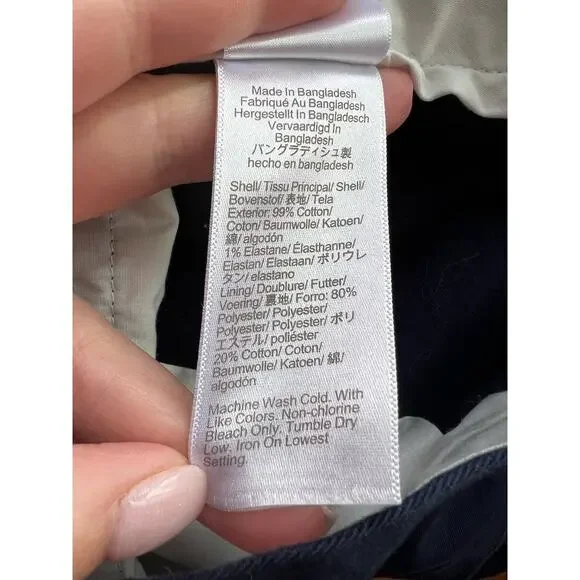 Made In Bangladesh
Fabriqué Au Bangladesh
Hergestellt In Bangladesch
Vervaardigd In
Bangladesh
バングラディシュ製
hecho en bangladesh
Shell/ Tissu Principal/ Shell/
Bovenstof/ 表地/ Tela
Exterior: 99% Cotton/
Coton/ Baumwolle/ Katoen/
綿/ algodón
1% Elastane/ Élasthanne/
Elastan/ Elastaan/ ポリウレ
タン/ elastano
Lining/ Doublure/ Futter/
Voering/ 裏地/ Forro: 80%
Polyester/ Polyester/
Polyester/ Polyester/ ポリ
エステル/ poliéster
20% Cotton/ Coton/
Baumwolle/ Katoen/ 綿/
algodón
Machine Wash Cold. With
Like Colors. Non-chlorine
Bleach Only. Tumble Dry
Low. Iron On Lowest
Setting.